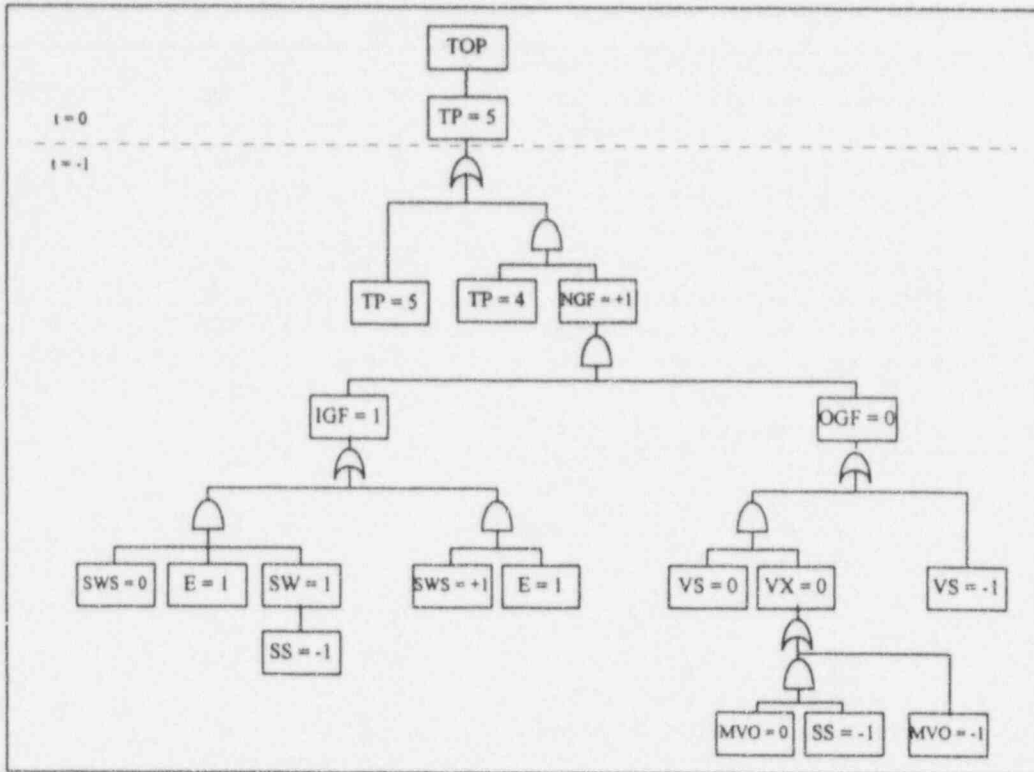 TOP
TP = 5
t = 0
t = -1
TP = 5
TP = 4
NGF = +1
IGF = 1
OGF = 0
SWS = 0
E = 1
SW = 1
SWS = +1
E = 1
VS = 0
VX = 0
VS = -1
SS = -1
MVO = 0
SS = -1
MVO = -1